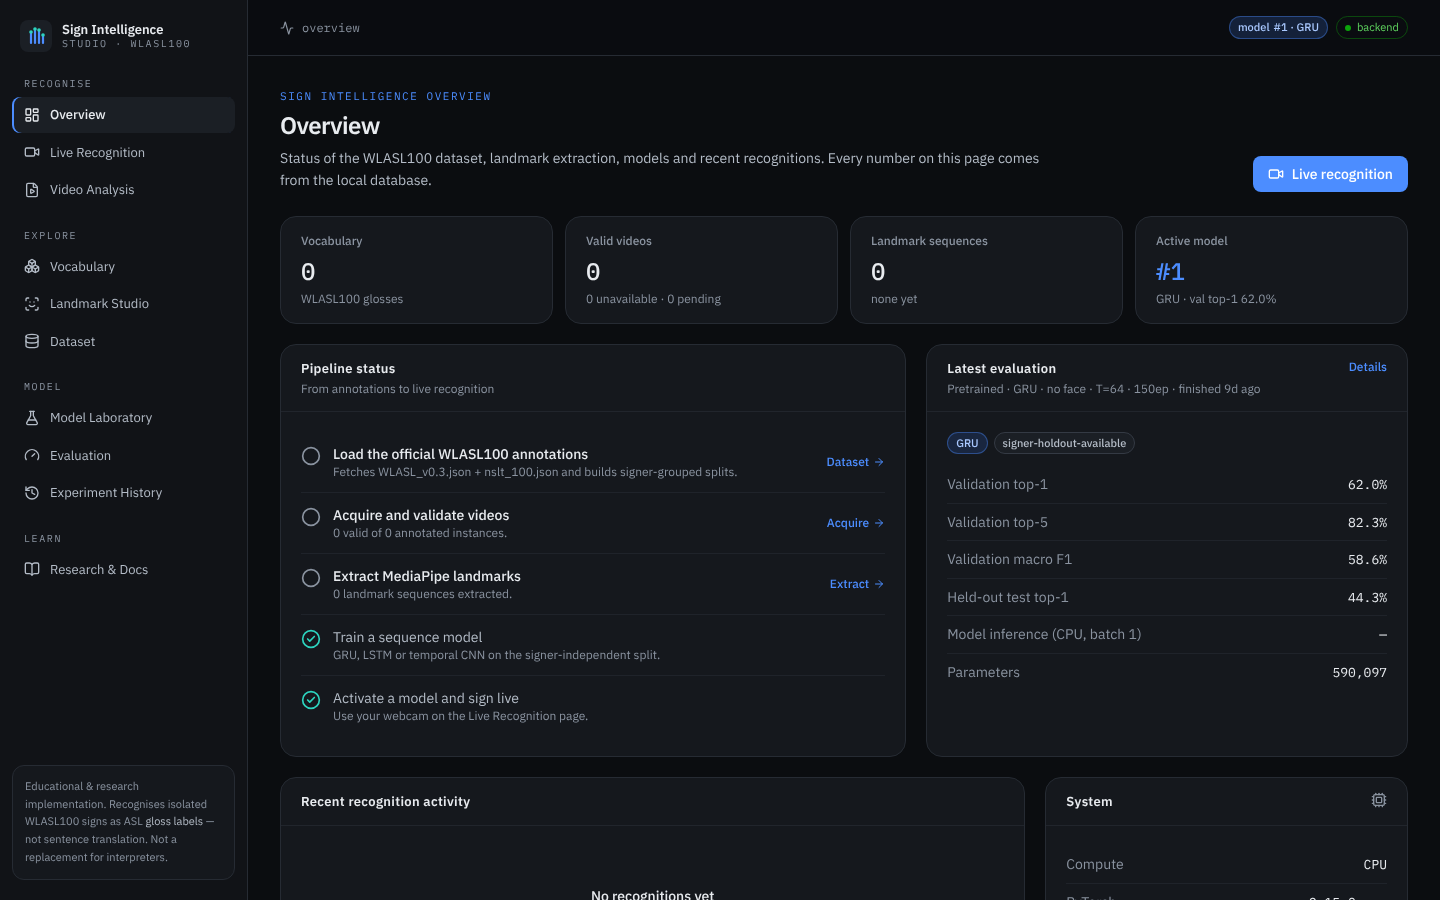 Sign Intelligence
STUDIO · WLASL100
RECOGNISE
Overview
Live Recognition
Video Analysis
EXPLORE
Vocabulary
Landmark Studio
Dataset
MODEL
Model Laboratory
Evaluation
Experiment History
LEARN
Research & Docs
Educational & research
implementation. Recognises isolated
WLASL100 signs as ASL gloss labels —
not sentence translation. Not a
replacement for interpreters.
overview
model #1 · GRU
backend
SIGN INTELLIGENCE OVERVIEW
Overview
Status of the WLASL100 dataset, landmark extraction, models and recent recognitions. Every number on this page comes
from the local database.
Live recognition
Vocabulary
0
WLASL100 glosses
Valid videos
0
0 unavailable · 0 pending
Landmark sequences
0
none yet
Active model
#1
GRU · val top-1 62.0%
Pipeline status
From annotations to live recognition
Load the official WLASL100 annotations
Fetches WLASL_v0.3.json + nslt_100.json and builds signer-grouped splits.
Dataset →
Acquire and validate videos
0 valid of 0 annotated instances.
Acquire →
Extract MediaPipe landmarks
0 landmark sequences extracted.
Extract →
Train a sequence model
GRU, LSTM or temporal CNN on the signer-independent split.
Activate a model and sign live
Use your webcam on the Live Recognition page.
Latest evaluation
Details
Pretrained · GRU · no face · T=64 · 150ep · finished 9d ago
GRU
signer-holdout-available
Validation top-1 62.0%
Validation top-5 82.3%
Validation macro F1 58.6%
Held-out test top-1 44.3%
Model inference (CPU, batch 1) —
Parameters 590,097
Recent recognition activity
No recognitions yet
System
Compute CPU